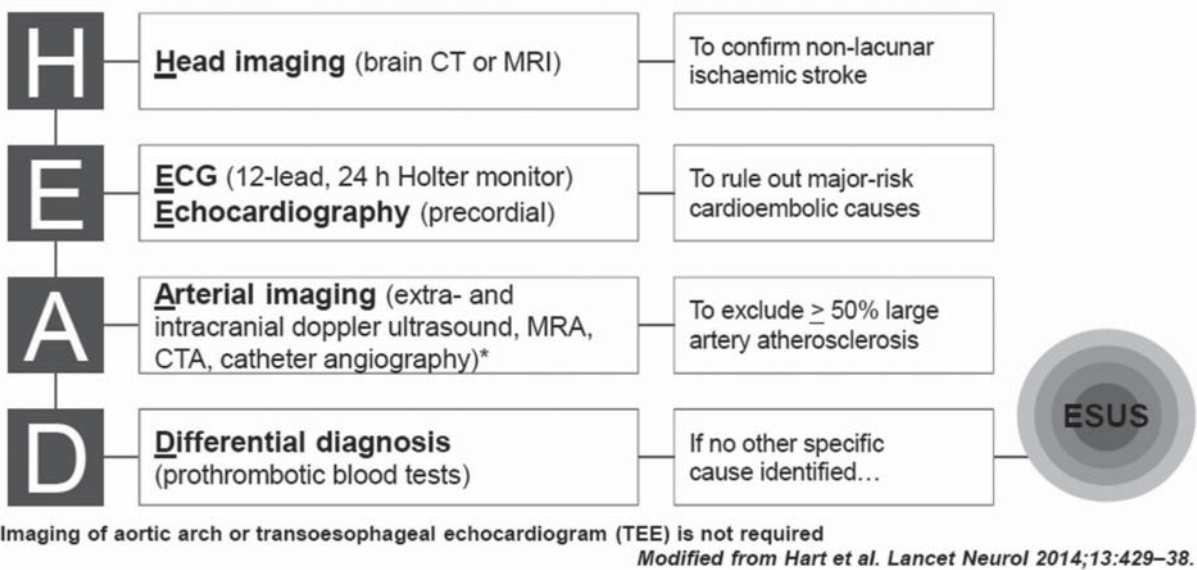 H
Head imaging (brain CT or MRI)
To confirm non-lacunar
ischaemic stroke
E
ECG (12-lead, 24 h Holter monitor)
Echocardiography (precordial)
To rule out major-risk
cardioembolic causes
A
Arterial imaging (extra- and
intracranial doppler ultrasound, MRA,
CTA, catheter angiography)*
To exclude ≥ 50% large
artery atherosclerosis
D
Differential diagnosis
(prothrombotic blood tests)
If no other specific
cause identified…
ESUS
Imaging of aortic arch or transoesophageal echocardiogram (TEE) is not required
Modified from Hart et al. Lancet Neurol 2014;13:429–38.